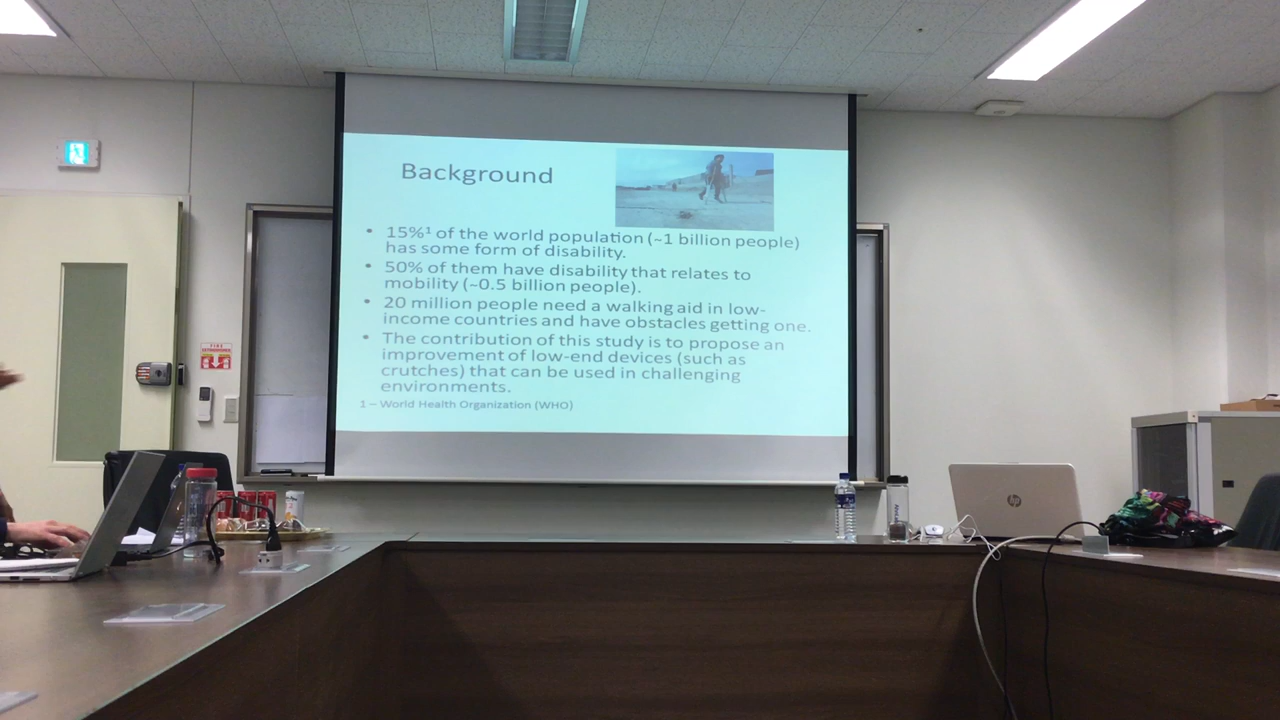 Background
• 15%¹ of the world population (~1 billion people)
has some form of disability.
• 50% of them have disability that relates to
mobility (~0.5 billion people).
• 20 million people need a walking aid in low-
income countries and have obstacles getting one.
• The contribution of this study is to propose an
improvement of low-end devices (such as
crutches) that can be used in challenging
environments.
1 – World Health Organization (WHO)
FIRE
EXTINGUISHER
hp